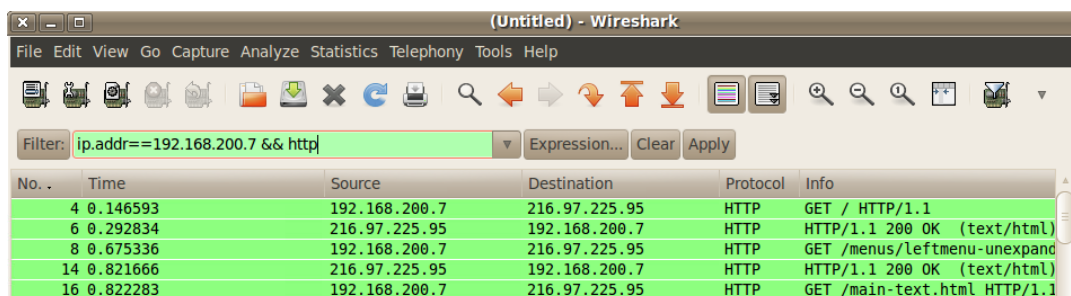 (Untitled) - Wireshark
File Edit View Go Capture Analyze Statistics Telephony Tools Help
Filter: ip.addr==192.168.200.7 && http Expression... Clear Apply
No. . Time Source Destination Protocol Info
4 0.146593 192.168.200.7 216.97.225.95 HTTP GET / HTTP/1.1
6 0.292834 216.97.225.95 192.168.200.7 HTTP HTTP/1.1 200 OK (text/html)
8 0.675336 192.168.200.7 216.97.225.95 HTTP GET /menus/leftmenu-unexpand
14 0.821666 216.97.225.95 192.168.200.7 HTTP HTTP/1.1 200 OK (text/html)
16 0.822283 192.168.200.7 216.97.225.95 HTTP GET /main-text.html HTTP/1.1